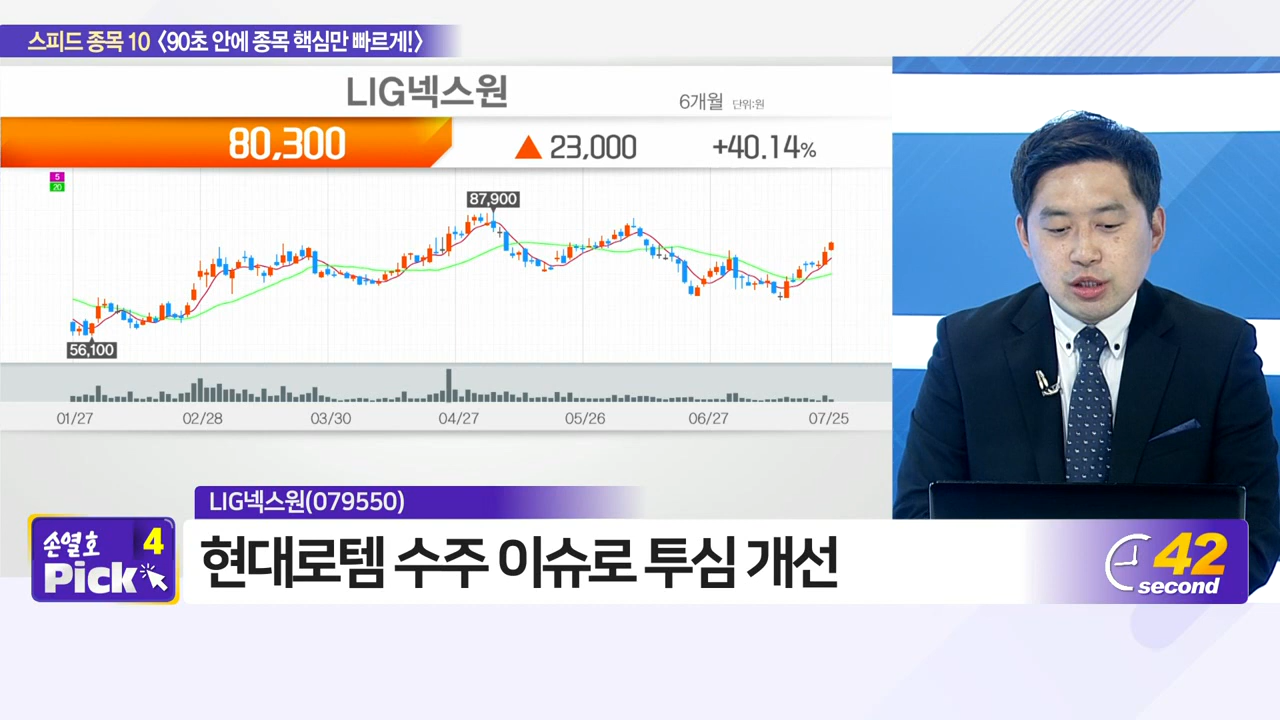 스피드 종목 10 〈90초 안에 종목 핵심만 빠르게!〉
LIG넥스원
6개월 단위:원
80,300 ▲ 23,000 +40.14%
5
20
87,900
56,100
01/27 02/28 03/30 04/27 05/26 06/27 07/25
LIG넥스원(079550)
손열호 4
Pick
현대로템 수주 이슈로 투심 개선
42
second